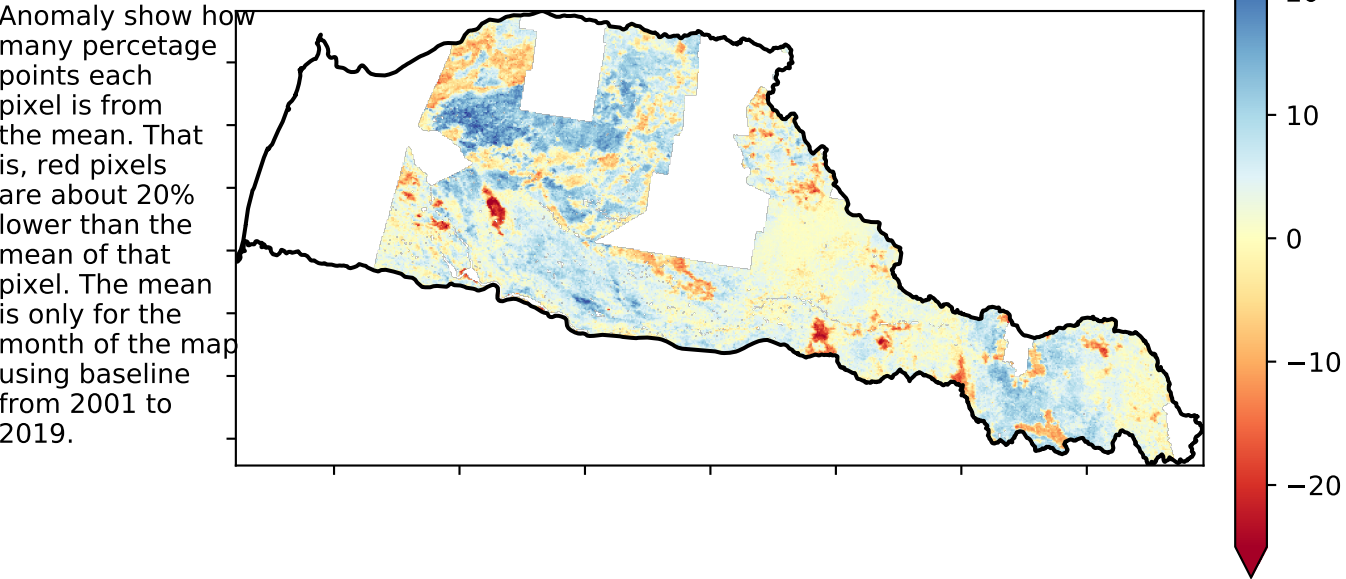 Anomaly show how
many percetage
points each
pixel is from
the mean. That
is, red pixels
are about 20%
lower than the
mean of that
pixel. The mean
is only for the
month of the map
using baseline
from 2001 to
2019.
10
0
−10
−20